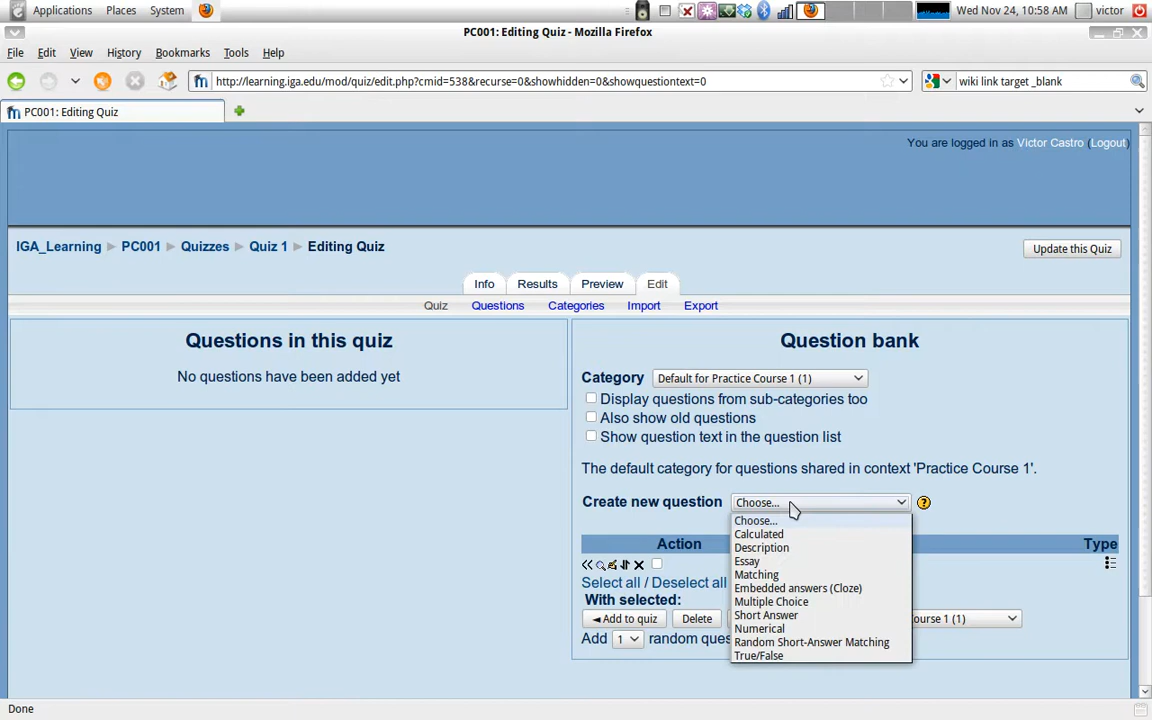 Applications Places System Wed Nov 24, 10:58 AM victor
PC001: Editing Quiz - Mozilla Firefox
File Edit View History Bookmarks Tools Help
http://learning.iga.edu/mod/quiz/edit.php?cmid=538&recurse=0&showhidden=0&showquestiontext=0 wiki link target _blank
PC001: Editing Quiz
You are logged in as Victor Castro (Logout)
IGA_Learning ► PC001 ► Quizzes ► Quiz 1 ► Editing Quiz Update this Quiz
Info Results Preview Edit
Quiz Questions Categories Import Export
Questions in this quiz
No questions have been added yet
Question bank
Category Default for Practice Course 1 (1)
Display questions from sub-categories too
Also show old questions
Show question text in the question list
The default category for questions shared in context 'Practice Course 1'.
Create new question Choose...
Choose...
Calculated
Description
Essay
Matching
Embedded answers (Cloze)
Multiple Choice
Short Answer
Numerical
Random Short-Answer Matching
True/False
Action Type
Select all / Deselect all
With selected:
◄ Add to quiz Delete ourse 1 (1)
Add 1 random ques
Done